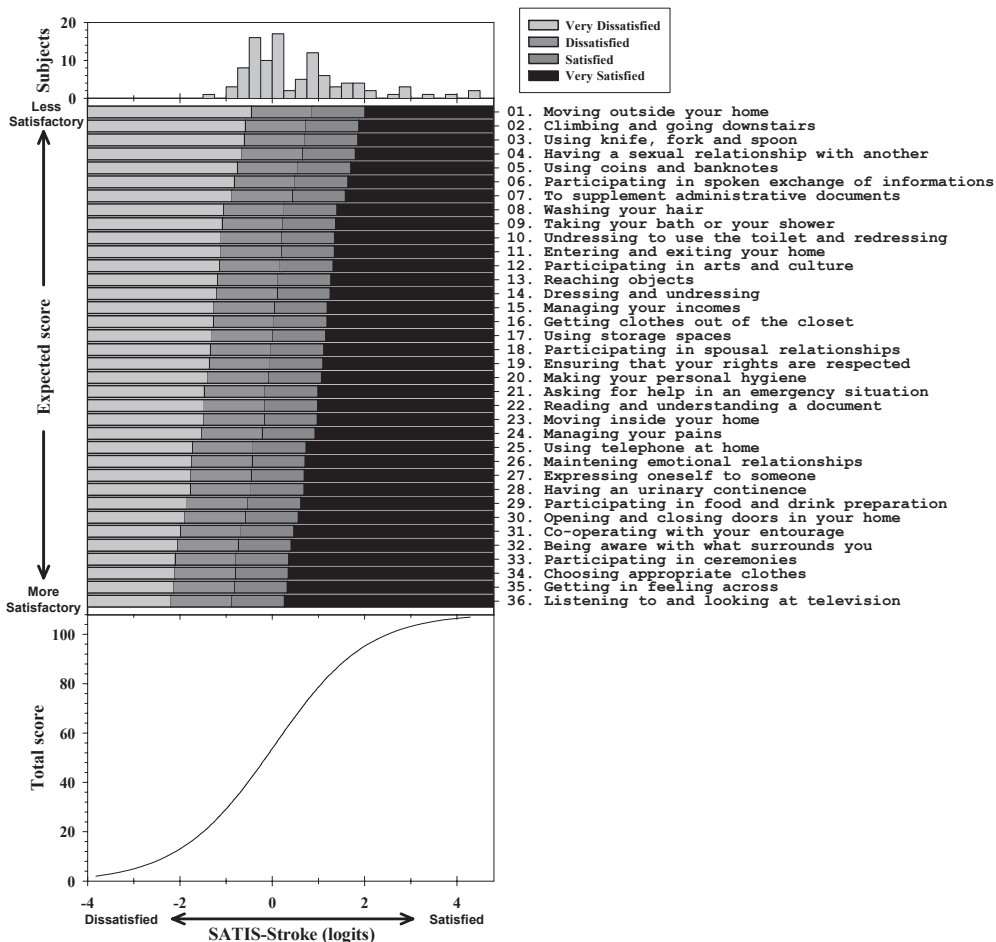 20
10
0
Subjects
Very Dissatisfied
Dissatisfied
Satisfied
Very Satisfied
Less
Satisfactory
Expected score
More
Satisfactory
01. Moving outside your home
02. Climbing and going downstairs
03. Using knife, fork and spoon
04. Having a sexual relationship with another
05. Using coins and banknotes
06. Participating in spoken exchange of informations
07. To supplement administrative documents
08. Washing your hair
09. Taking your bath or your shower
10. Undressing to use the toilet and redressing
11. Entering and exiting your home
12. Participating in arts and culture
13. Reaching objects
14. Dressing and undressing
15. Managing your incomes
16. Getting clothes out of the closet
17. Using storage spaces
18. Participating in spousal relationships
19. Ensuring that your rights are respected
20. Making your personal hygiene
21. Asking for help in an emergency situation
22. Reading and understanding a document
23. Moving inside your home
24. Managing your pains
25. Using telephone at home
26. Maintening emotional relationships
27. Expressing oneself to someone
28. Having an urinary continence
29. Participating in food and drink preparation
30. Opening and closing doors in your home
31. Co-operating with your entourage
32. Being aware with what surrounds you
33. Participating in ceremonies
34. Choosing appropriate clothes
35. Getting in feeling across
36. Listening to and looking at television
100
80
60
40
20
0
Total score
-4 -2 0 2 4
Dissatisfied Satisfied
SATIS-Stroke (logits)